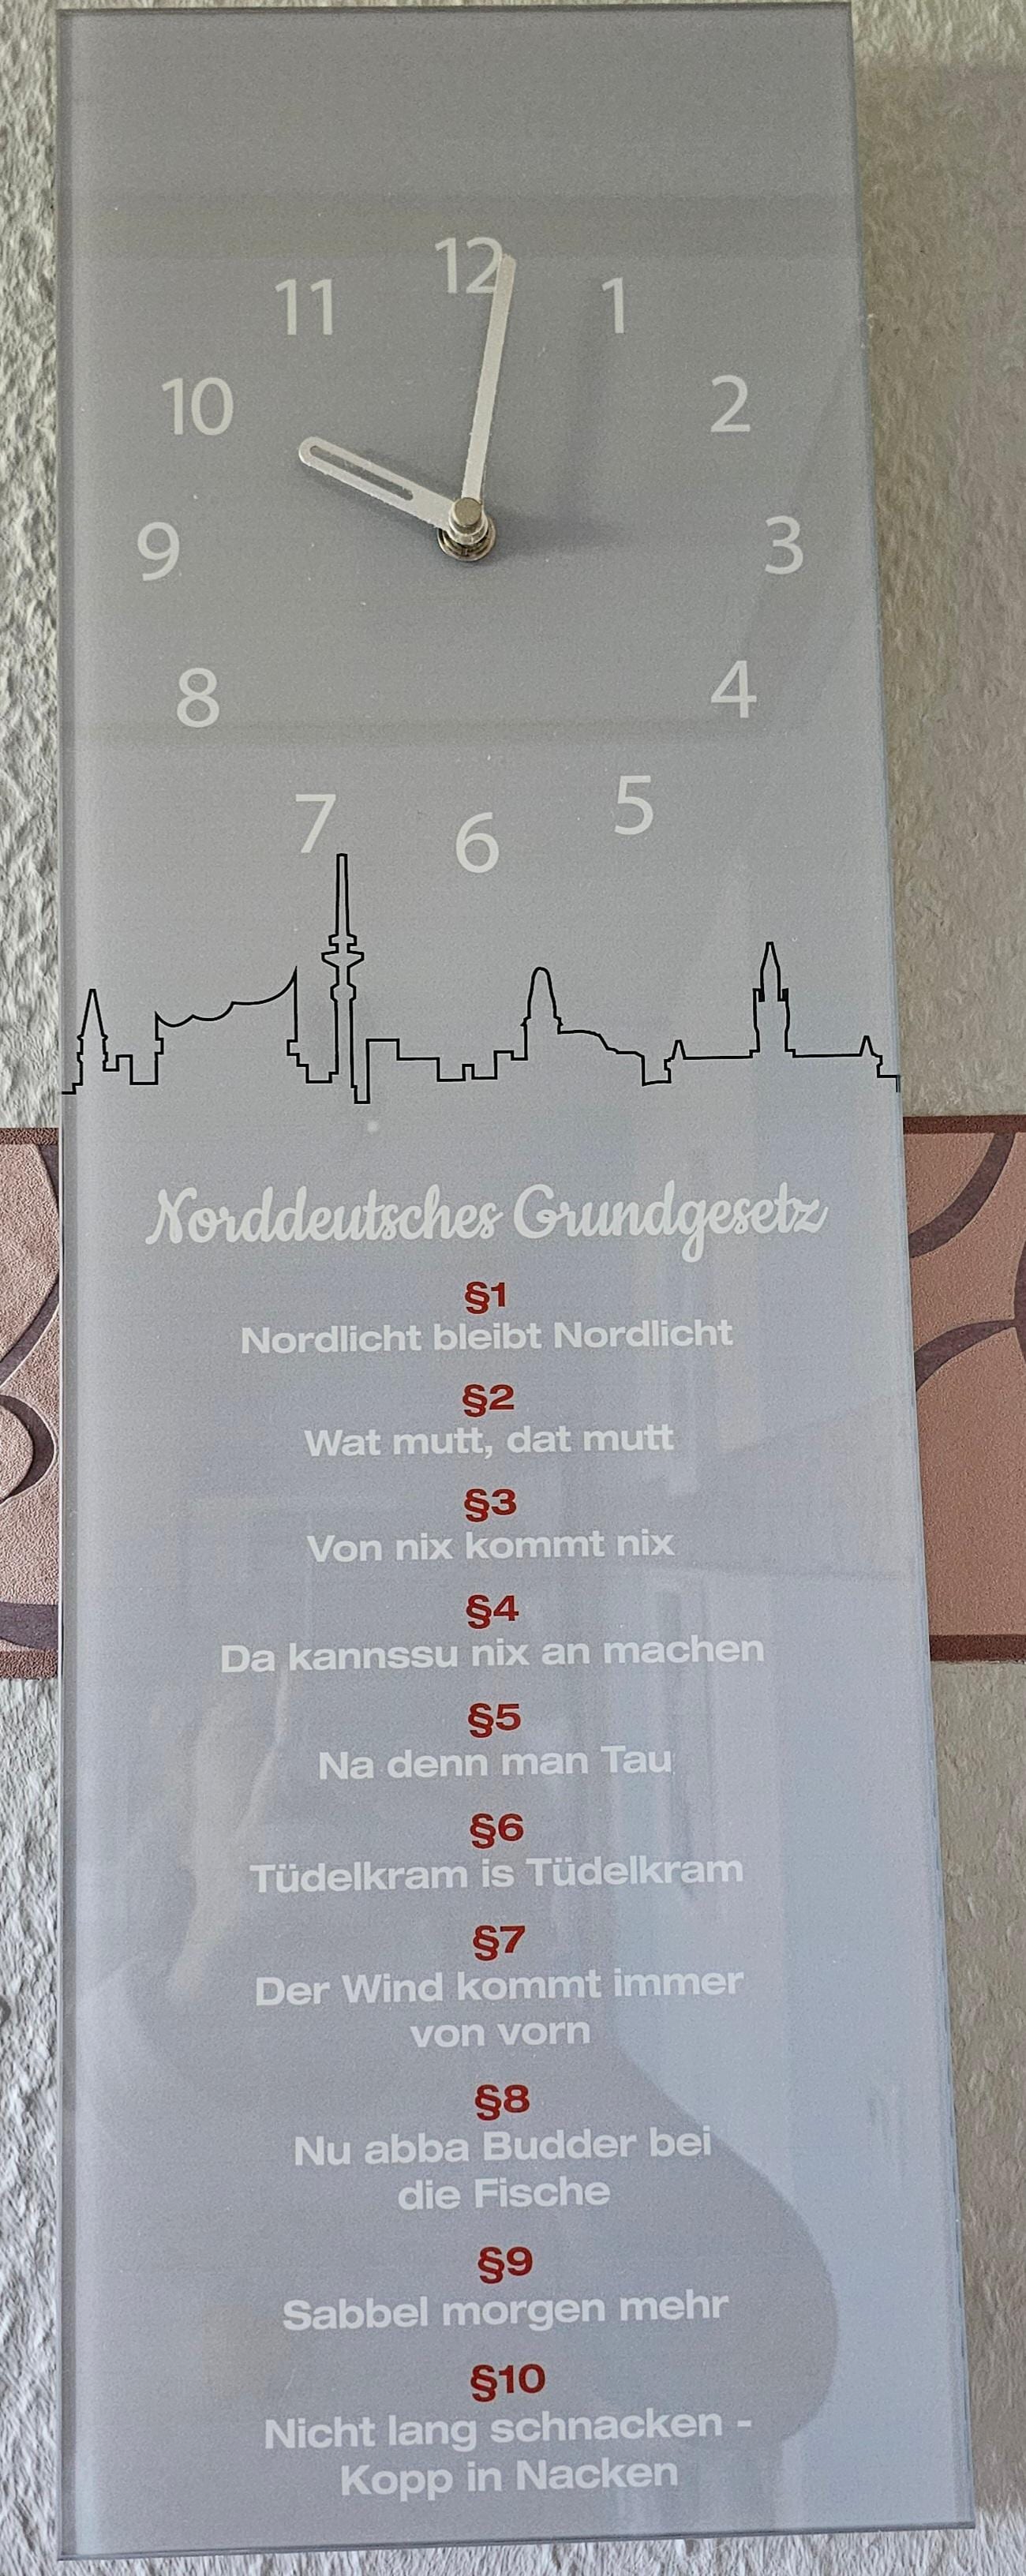 12
11
1
10
2
9
3
8
4
7
5
6
Norddeutsches Grundgesetz
§1
Nordlicht bleibt Nordlicht
§2
Wat mutt, dat mutt
§3
Von nix kommt nix
§4
Da kannssu nix an machen
§5
Na denn man Tau
§6
Tüdelkram is Tüdelkram
§7
Der Wind kommt immer
von vorn
§8
Nu abba Budder bei
die Fische
§9
Sabbel morgen mehr
§10
Nicht lang schnacken -
Kopp in Nacken